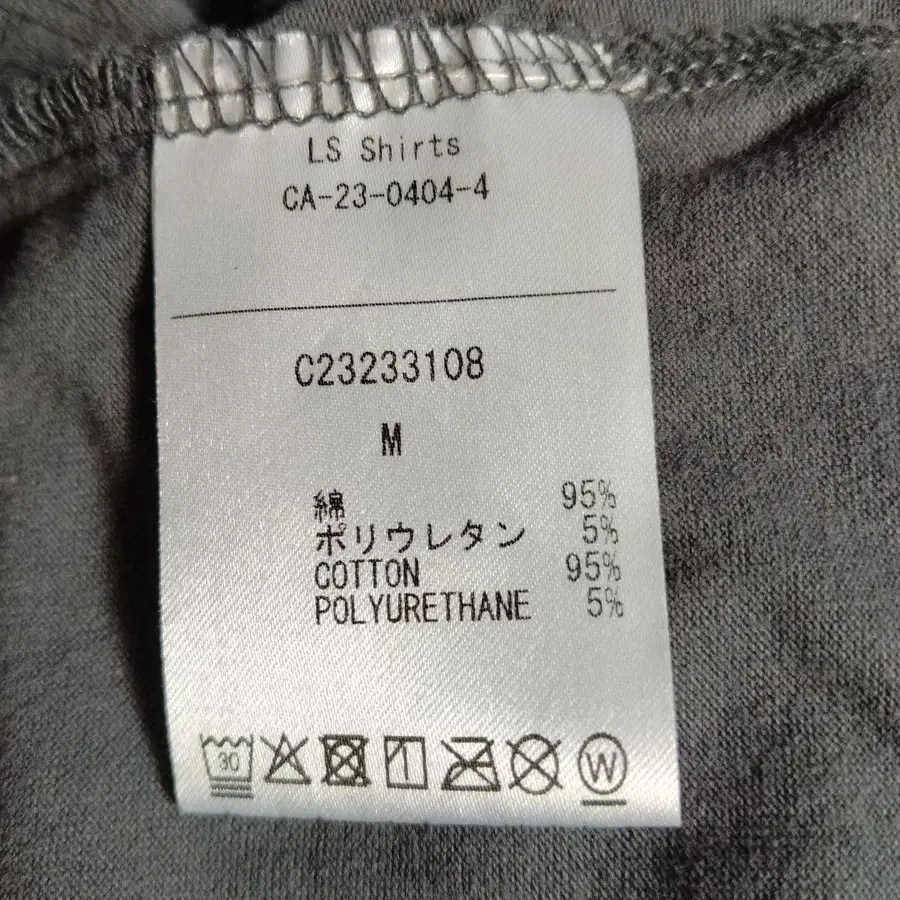 LS Shirts
CA-23-0404-4
C23233108
M
綿 95%
ポリウレタン 5%
COTTON 95%
POLYURETHANE 5%
30
W